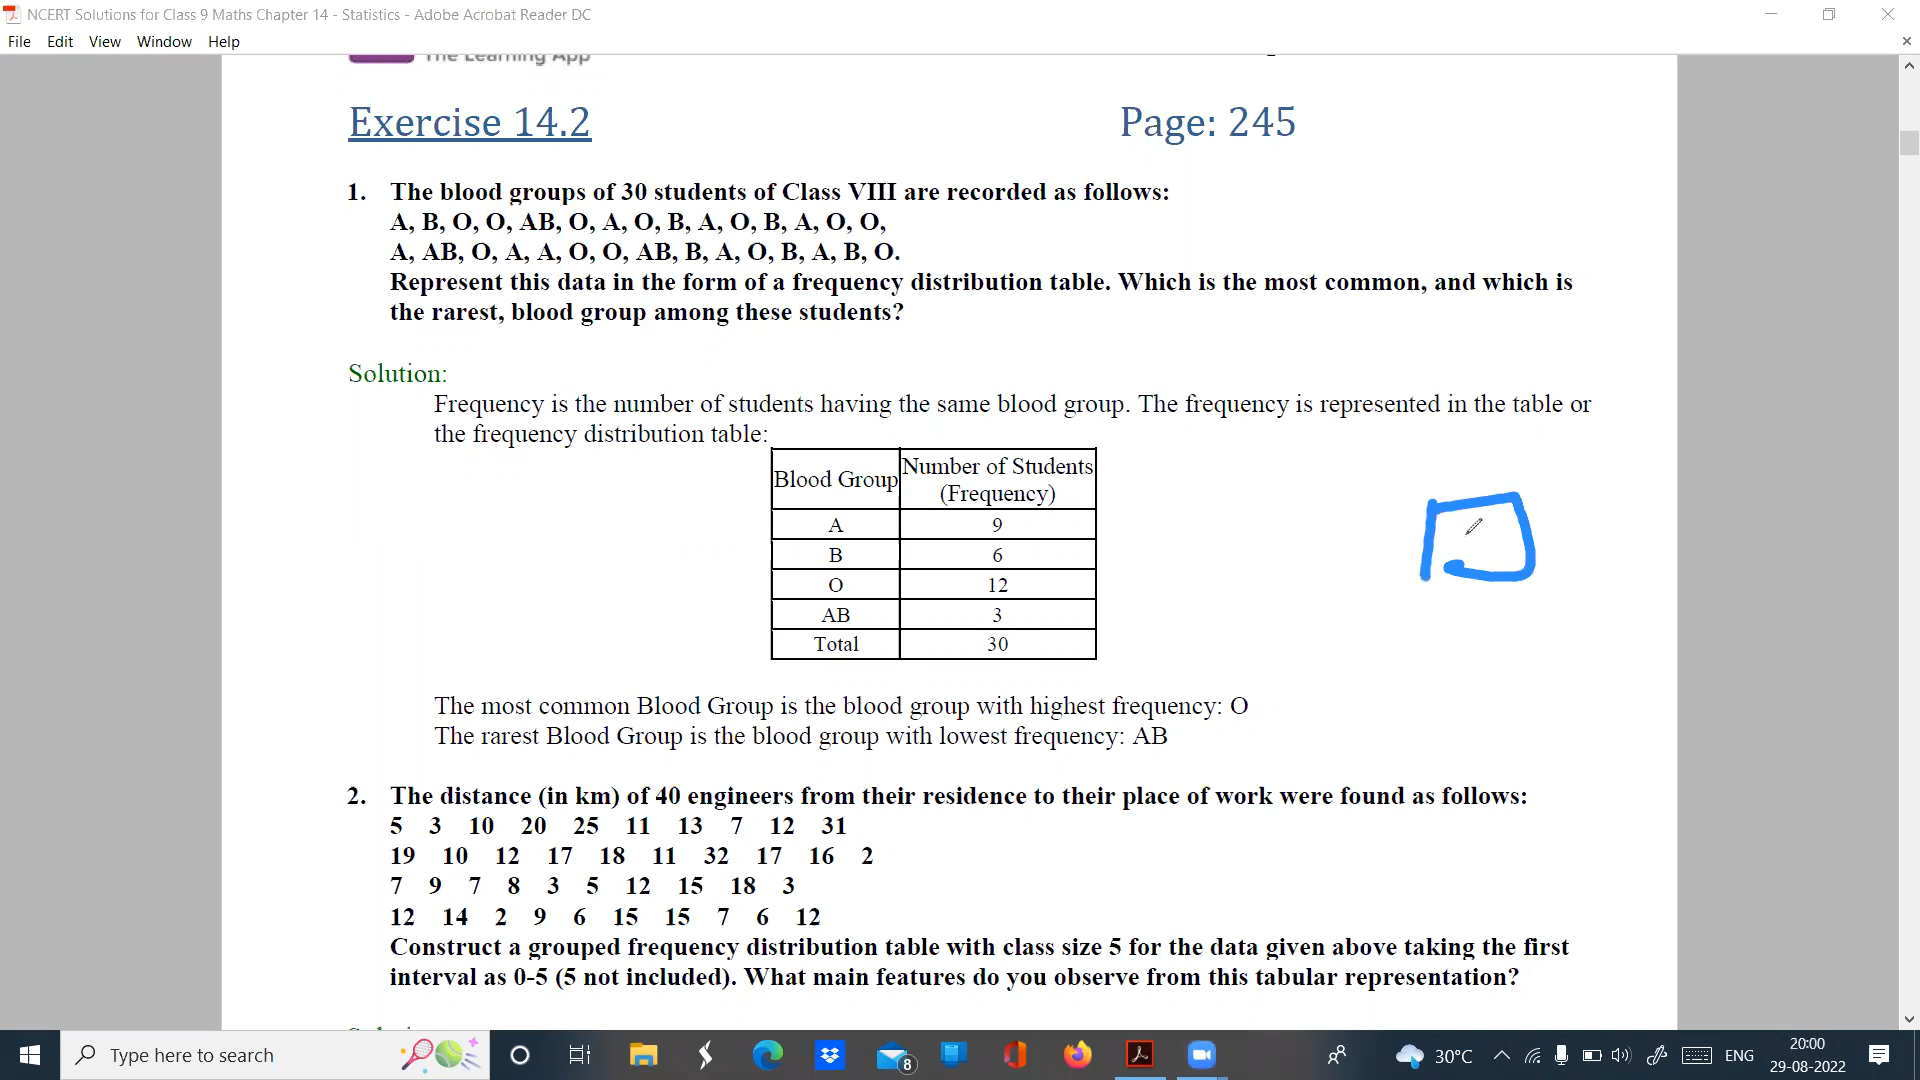 NCERT Solutions for Class 9 Maths Chapter 14 - Statistics - Adobe Acrobat Reader DC
File Edit View Window Help
The Learning App
Exercise 14.2 Page: 245
1. The blood groups of 30 students of Class VIII are recorded as follows:
A, B, O, O, AB, O, A, O, B, A, O, B, A, O, O,
A, AB, O, A, A, O, O, AB, B, A, O, B, A, B, O.
Represent this data in the form of a frequency distribution table. Which is the most common, and which is
the rarest, blood group among these students?
Solution:
Frequency is the number of students having the same blood group. The frequency is represented in the table or
the frequency distribution table:
Blood Group Number of Students
(Frequency)
A 9
B 6
O 12
AB 3
Total 30
The most common Blood Group is the blood group with highest frequency: O
The rarest Blood Group is the blood group with lowest frequency: AB
2. The distance (in km) of 40 engineers from their residence to their place of work were found as follows:
5 3 10 20 25 11 13 7 12 31
19 10 12 17 18 11 32 17 16 2
7 9 7 8 3 5 12 15 18 3
12 14 2 9 6 15 15 7 6 12
Construct a grouped frequency distribution table with class size 5 for the data given above taking the first
interval as 0-5 (5 not included). What main features do you observe from this tabular representation?
Type here to search
8
30°C
ENG
20:00
29-08-2022